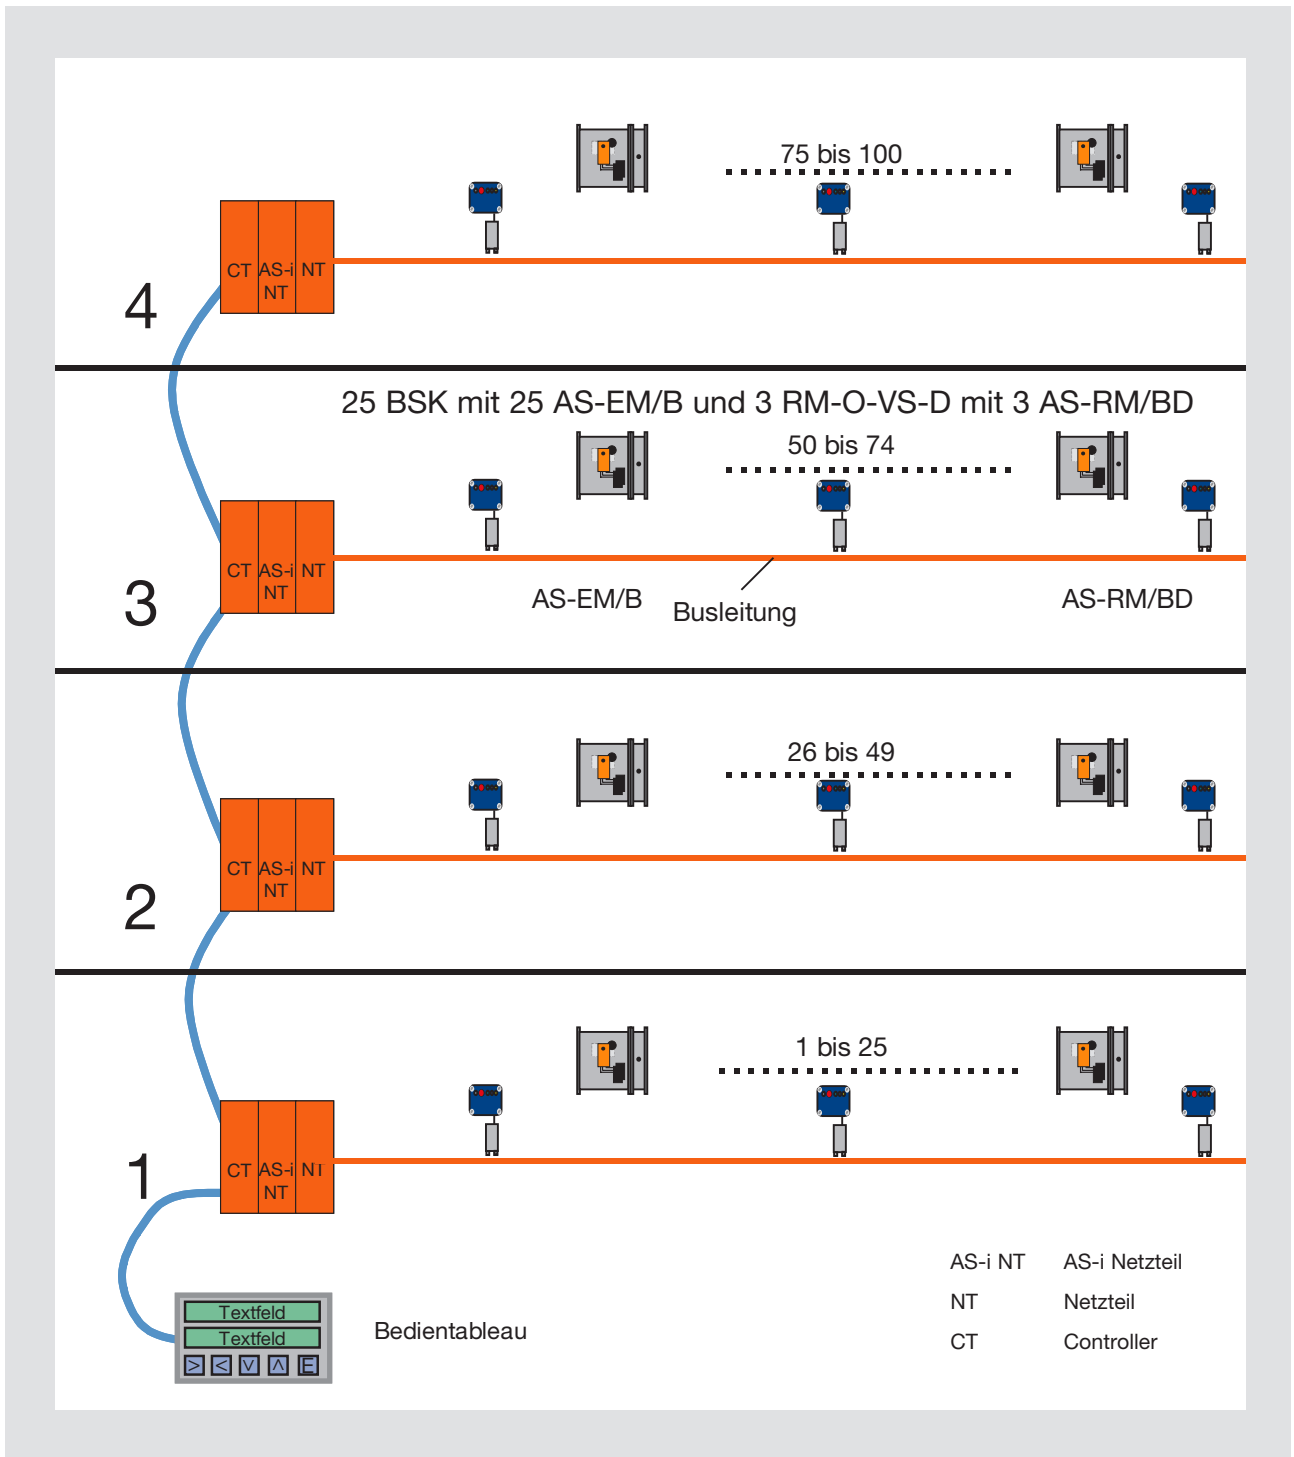 75 bis 100
CT
AS-i
NT
NT
4
25 BSK mit 25 AS-EM/B und 3 RM-O-VS-D mit 3 AS-RM/BD
50 bis 74
CT
AS-i
NT
NT
3
AS-EM/B
Busleitung
AS-RM/BD
26 bis 49
CT
AS-i
NT
NT
2
1 bis 25
CT
AS-i
NT
NT
1
AS-i NT AS-i Netzteil
NT Netzteil
CT Controller
Textfeld
Textfeld
> < V Λ E
Bedientableau